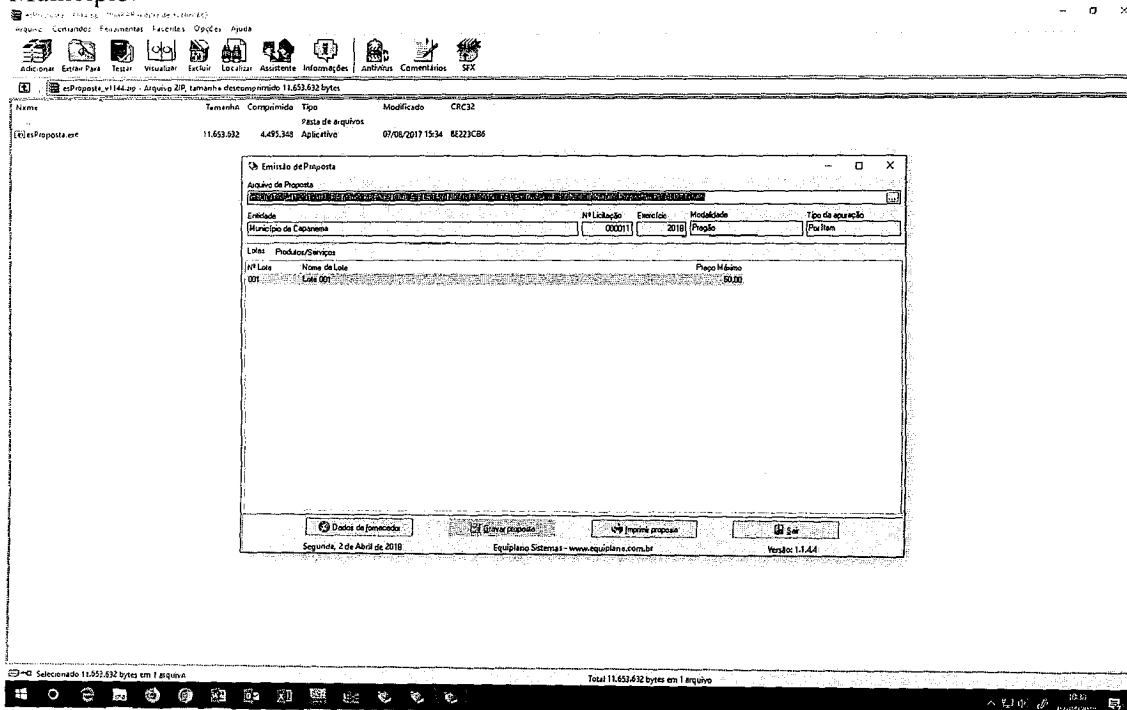 Município.
Arquivo Comandos Ferramentas Favoritos Opções Ajuda
Adicionar Extrair Para Testar Visualizar Excluir Localizar Assistente Informações Antivírus Comentários SFX
esProposta_v1144.zip - Arquivo ZIP, tamanho descomprimido 11.653.632 bytes
Nome Tamanho Comprimido Tipo Modificado CRC32
.. Pasta de arquivos
esProposta.exe 11.653.632 4.495.348 Aplicativo 07/08/2017 15:34 8E223CB6
Emissão de Proposta
Arquivo de Proposta
Entidade Nº Licitação Exercício Modalidade Tipo da apuração
Município de Capanema 000011 2018 Pregão Por Item
Lotes Produtos/Serviços
Nº Lote Nome do Lote Preço Máximo
001 Lote 001 50,00
Dados do fornecedor Gravar proposta Imprimir proposta Sair
Segunda, 2 de Abril de 2018 Equiplano Sistemas - www.equiplano.com.br Versão: 1.1.4.4
Selecionado 11.653.632 bytes em 1 arquivo Total 11.653.632 bytes em 1 arquivo